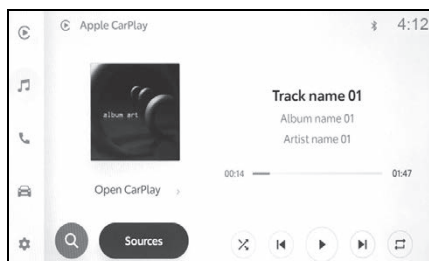 Apple CarPlay
4:12
album art
Track name 01
Album name 01
Artist name 01
00:14
01:47
Open CarPlay
Sources